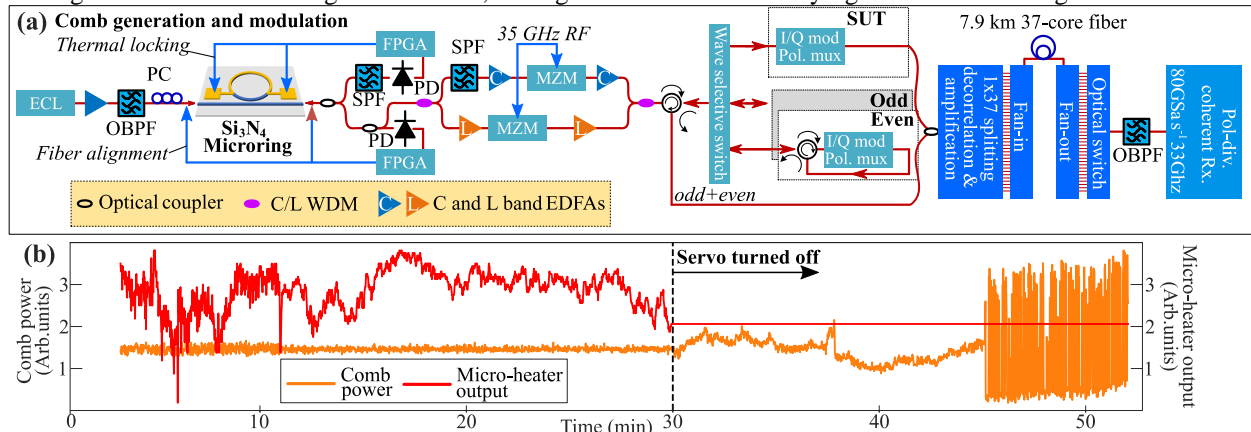 (a) Comb generation and modulation
Thermal locking
FPGA
SPF
35 GHz RF
SUT
7.9 km 37-core fiber
PC
I/Q mod
Pol. mux
ECL
OBPF
SPF
PD
C
MZM
C
Si3N4
Microring
Wave selective switch
Odd
Even
1x37 splitting
decorrelation &
amplification
Fan-in
Fan-out
Optical switch
OBPF
Pol-div.
coherent Rx.
80GSa s⁻¹ 33Ghz
PD
L
MZM
L
I/Q mod
Pol. mux
Fiber alignment
FPGA
odd+even
Optical coupler
C/L WDM
C
L
C and L band EDFAs
(b)
Servo turned off
Comb power
(Arb.units)
3
2
1
3
2
1
Micro-heater output
(Arb.units)
Comb
power
Micro-heater
output
0
10
20
30
40
50
Time (min)